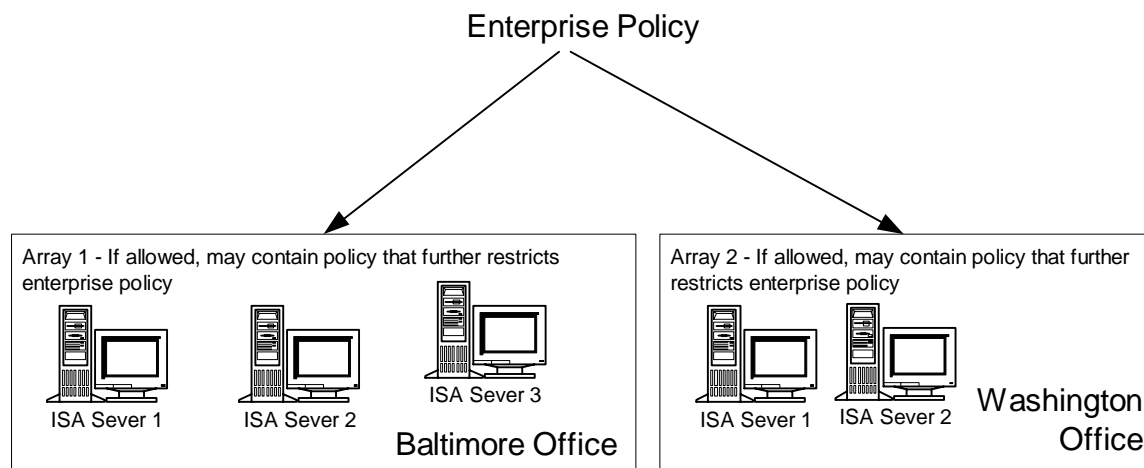 Enterprise Policy
Array 1 - If allowed, may contain policy that further restricts
enterprise policy
ISA Sever 1
ISA Sever 2
ISA Sever 3
Baltimore Office
Array 2 - If allowed, may contain policy that further
restricts enterprise policy
ISA Sever 1
ISA Sever 2
Washington
Office